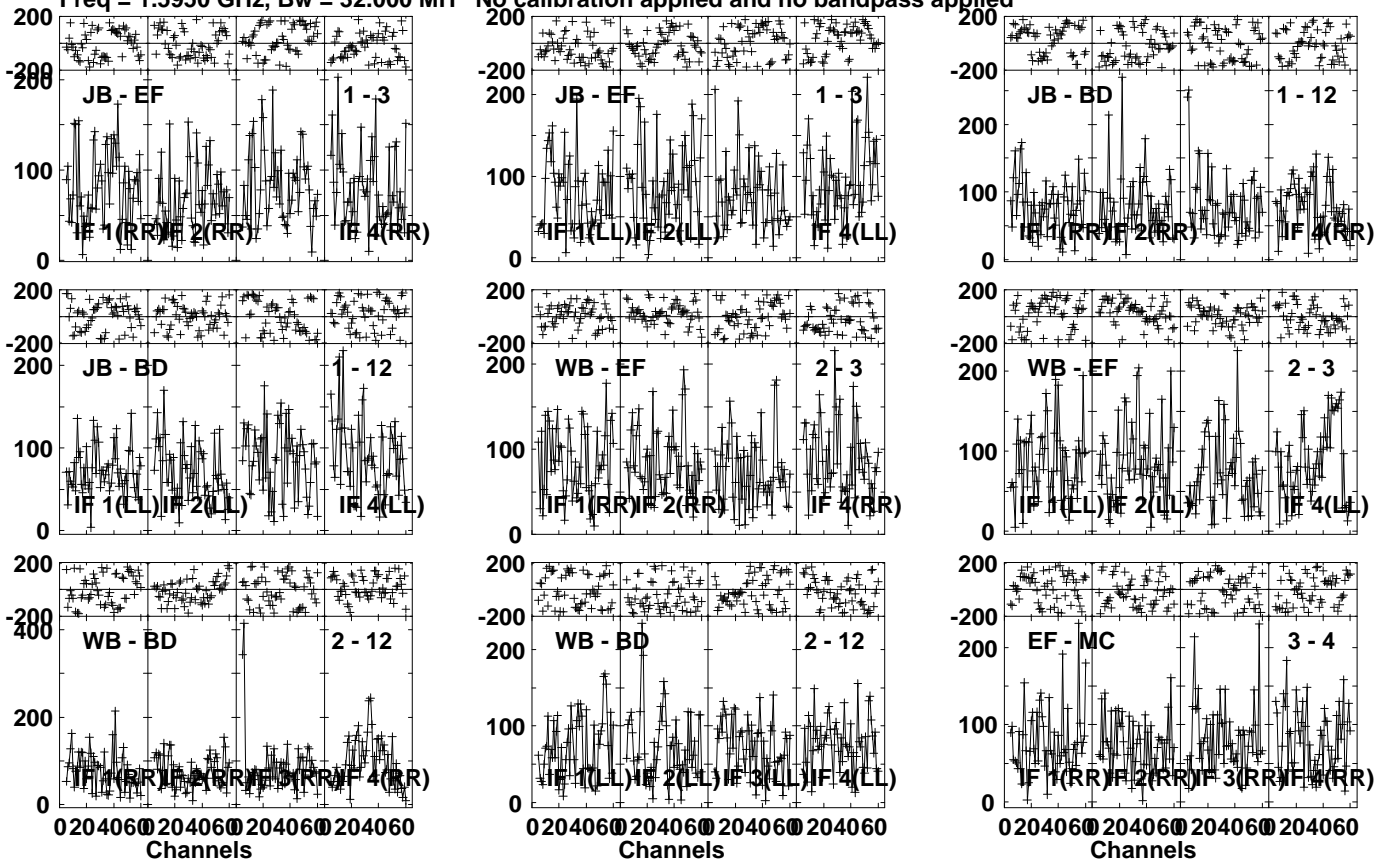 Freq = 1.5950 GHz, Bw = 32.000 MH No calibration applied and no bandpass applied
200 200 200
-200 -200 -200
200 JB - EF 1 - 3 JB - EF 1 - 3 JB - BD 1 - 12
200 200 200
100 100 100
IF 1(RR) IF 2(RR) IF 4(RR) IF 1(LL) IF 2(LL) IF 4(LL) IF 1(RR) IF 2(RR) IF 4(RR)
0 0 0
200 200 200
-200 -200 -200
JB - BD 1 - 12 WB - EF 2 - 3 WB - EF 2 - 3
200 200 200
100 100 100
IF 1(LL) IF 2(LL) IF 4(LL) IF 1(RR) IF 2(RR) IF 4(RR) IF 1(LL) IF 2(LL) IF 4(LL)
0 0 0
200 200 200
-200 -200 -200
400 WB - BD 2 - 12 WB - BD 2 - 12 EF - MC 3 - 4
200 200 200
100 100
IF 1(RR) IF 2(RR) IF 3(RR) IF 4(RR) IF 1(LL) IF 2(LL) IF 3(LL) IF 4(LL) IF 1(RR) IF 2(RR) IF 3(RR) IF 4(RR)
0 0 0
0 20 40 60 0 20 40 60 0 20 40 60 0 20 40 60 0 20 40 60 0 20 40 60 0 20 40 60 0 20 40 60 0 20 40 60 0 20 40 60 0 20 40 60 0 20 40 60
Channels Channels Channels